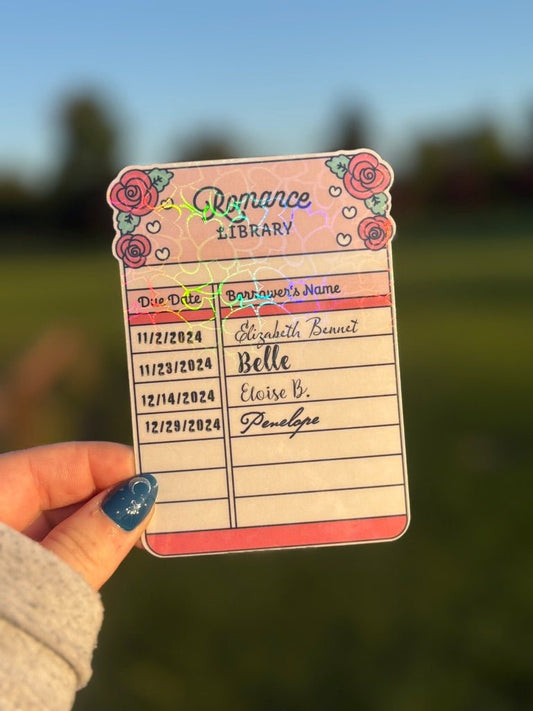 Romance
LIBRARY
Due Date Borrower's Name
11/2/2024 Elizabeth Bennet
11/23/2024 Belle
12/14/2024 Eloise B.
12/29/2024 Penelope